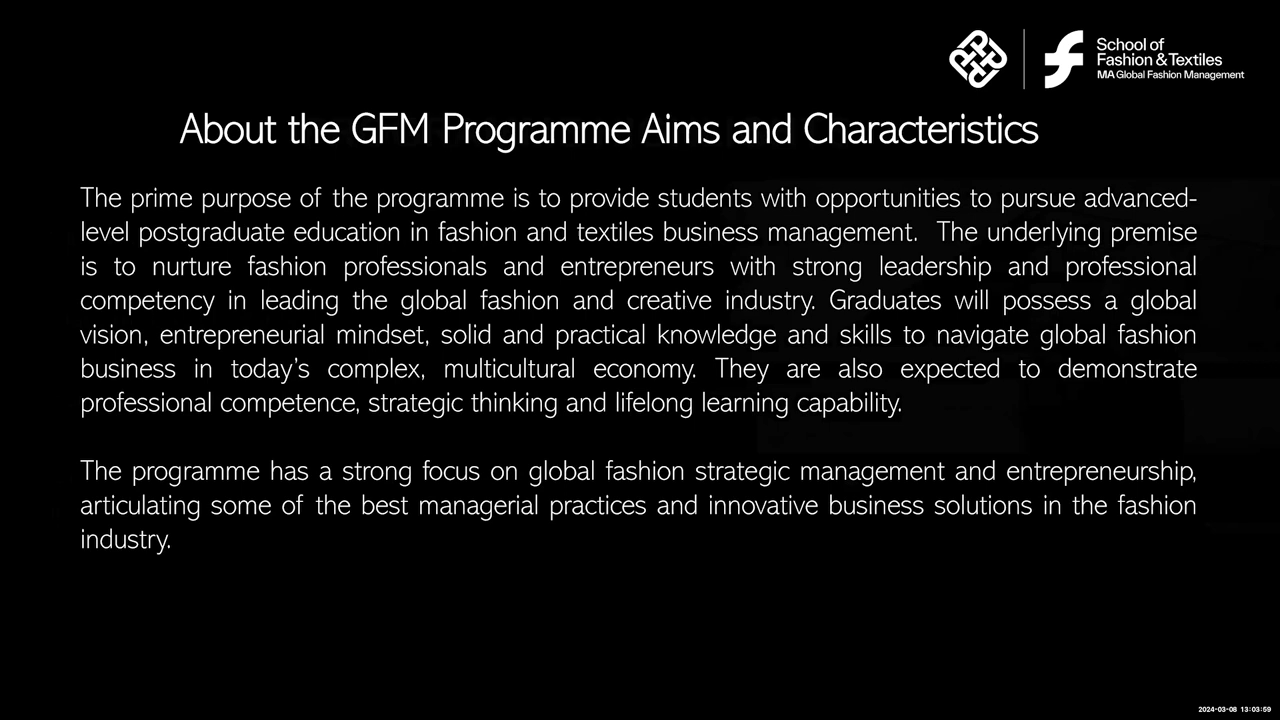 School of
Fashion & Textiles
MA Global Fashion Management
About the GFM Programme Aims and Characteristics
The prime purpose of the programme is to provide students with opportunities to pursue advanced-
level postgraduate education in fashion and textiles business management. The underlying premise
is to nurture fashion professionals and entrepreneurs with strong leadership and professional
competency in leading the global fashion and creative industry. Graduates will possess a global
vision, entrepreneurial mindset, solid and practical knowledge and skills to navigate global fashion
business in today's complex, multicultural economy. They are also expected to demonstrate
professional competence, strategic thinking and lifelong learning capability.
The programme has a strong focus on global fashion strategic management and entrepreneurship,
articulating some of the best managerial practices and innovative business solutions in the fashion
industry.
2024-03-08 13:03:59